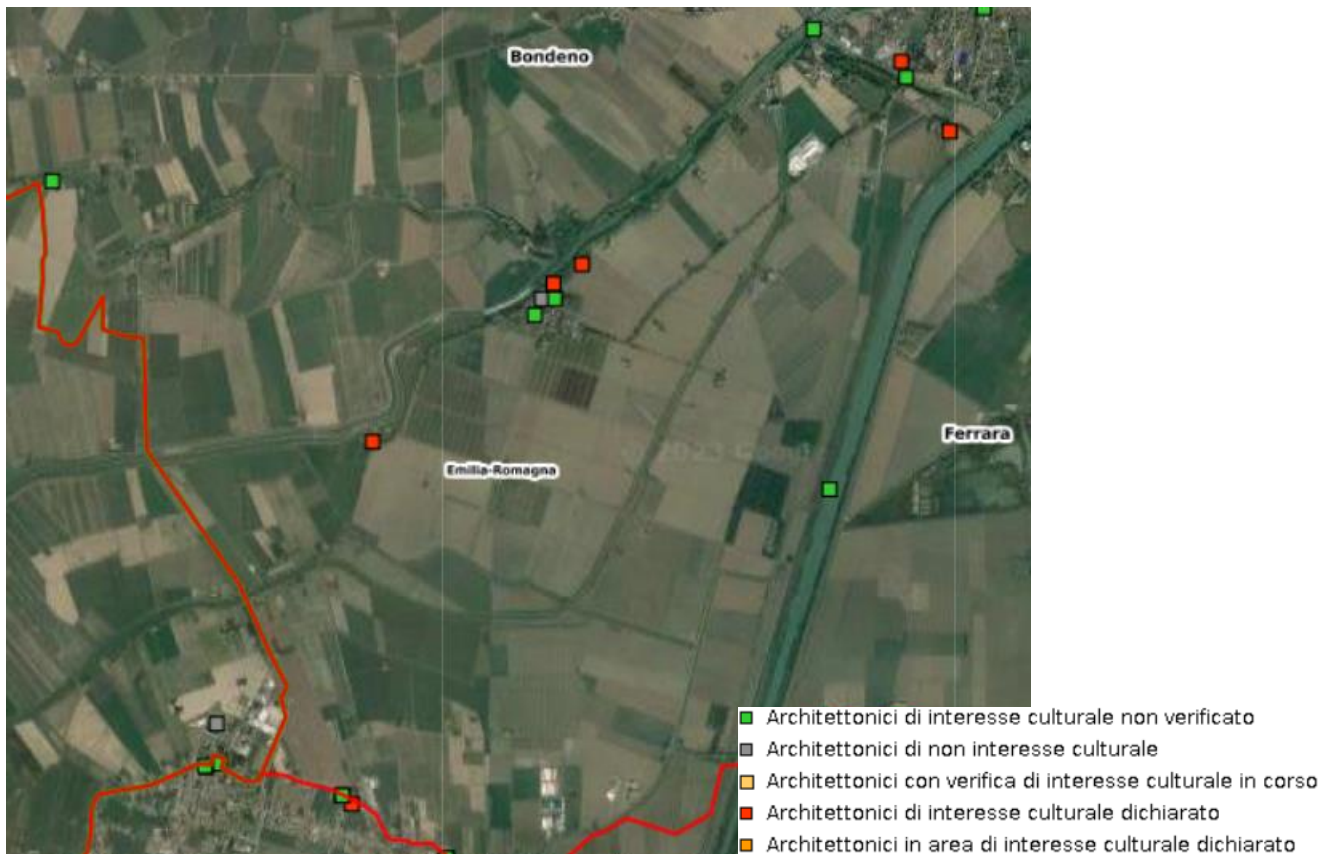 Bondeno
Ferrara
Emilia-Romagna
Architettonici di interesse culturale non verificato
Architettonici di non interesse culturale
Architettonici con verifica di interesse culturale in corso
Architettonici di interesse culturale dichiarato
Architettonici in area di interesse culturale dichiarato